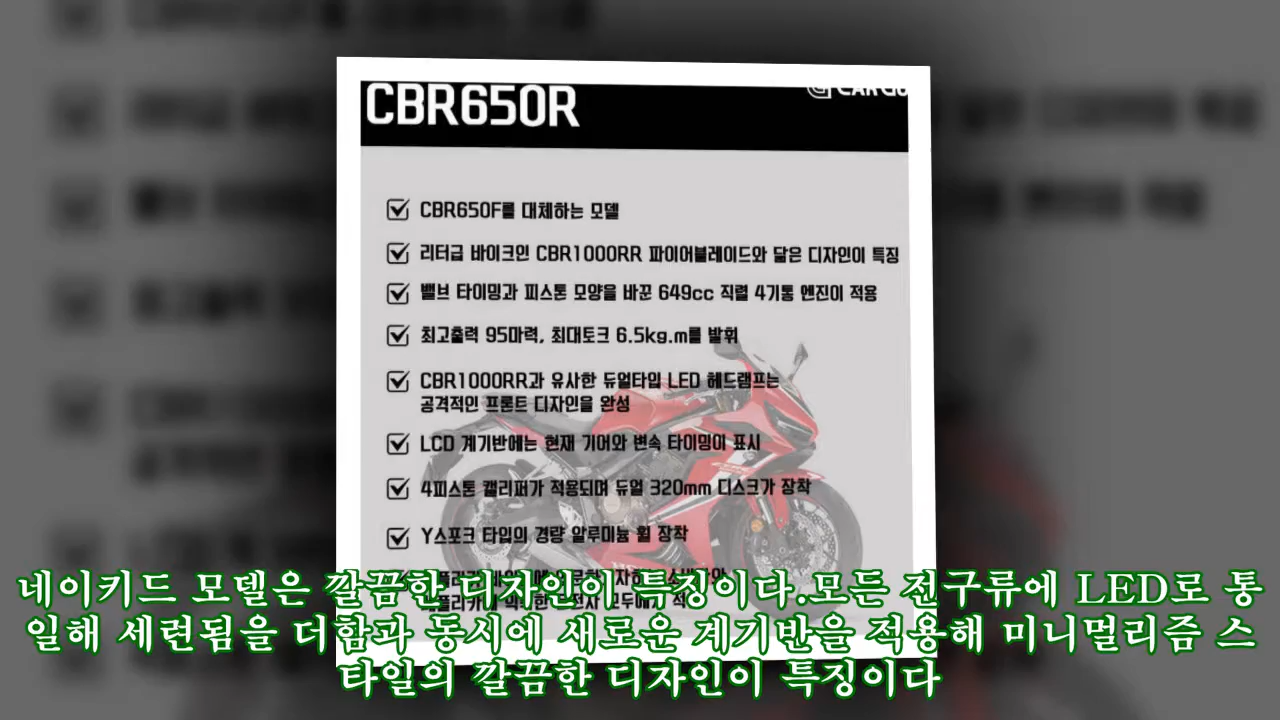 CBR650R
CBR650F를 대체하는 모델
리터급 바이크인 CBR1000RR 파이어블레이드와 닮은 디자인이 특징
밸브 타이밍과 피스톤 모양을 바꾼 649cc 직렬 4기통 엔진이 적용
최고출력 95마력, 최대토크 6.5kg.m를 발휘
CBR1000RR과 유사한 듀얼타입 LED 헤드램프는
공격적인 프론트 디자인을 완성
LCD 계기반에는 현재 기어와 변속 타이밍이 표시
4피스톤 캘리퍼가 적용되며 듀얼 320mm 디스크가 장착
Y스포크 타입의 경량 알루미늄 휠 장착
네이키드 모델은 깔끔한 디자인이 특징이다.모든 전구류에 LED로 통
일해 세련됨을 더함과 동시에 새로운 계기반을 적용해 미니멀리즘 스
타일의 깔끔한 디자인이 특징이다